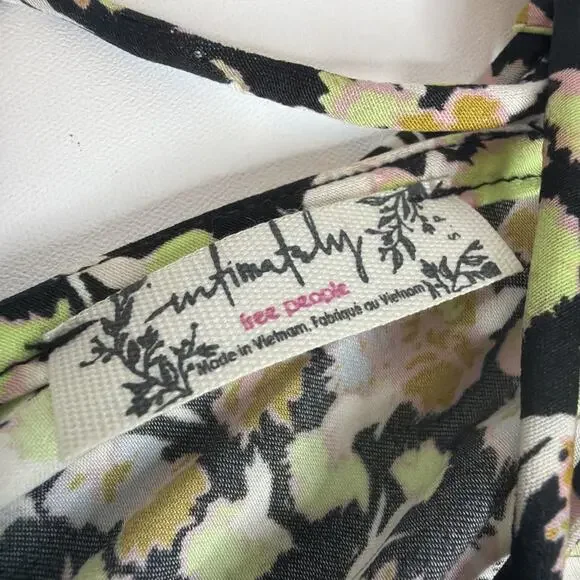 intimately
free people
Made in Vietnam. Fabriqué au Vietnam
S
P